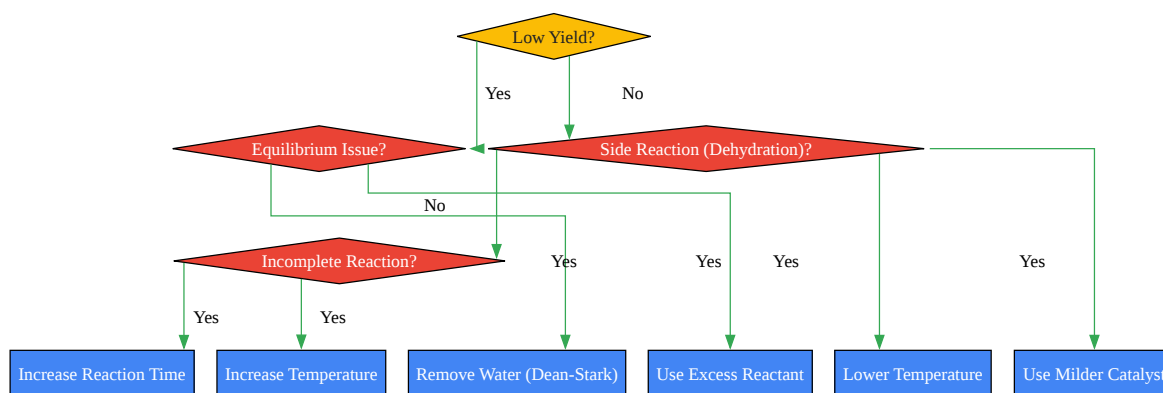 Low Yield?
Yes
No
Equilibrium Issue?
Side Reaction (Dehydration)?
No
Incomplete Reaction?
Yes
Yes
Yes
Yes
Yes
Yes
Increase Reaction Time
Increase Temperature
Remove Water (Dean-Stark)
Use Excess Reactant
Lower Temperature
Use Milder Catalyst